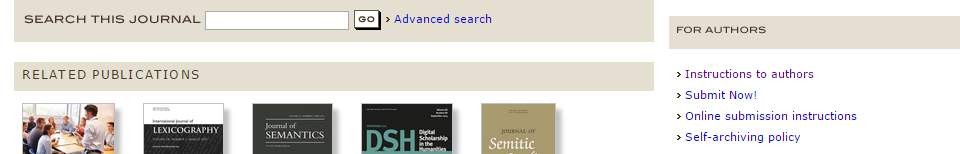 SEARCH THIS JOURNAL GO Advanced search
RELATED PUBLICATIONS
International Journal of
LEXICOGRAPHY
Journal of
SEMANTICS
DSH Digital
Scholarship
in the
Humanities
JOURNAL OF
Semitic
FOR AUTHORS
Instructions to authors
Submit Now!
Online submission instructions
Self-archiving policy